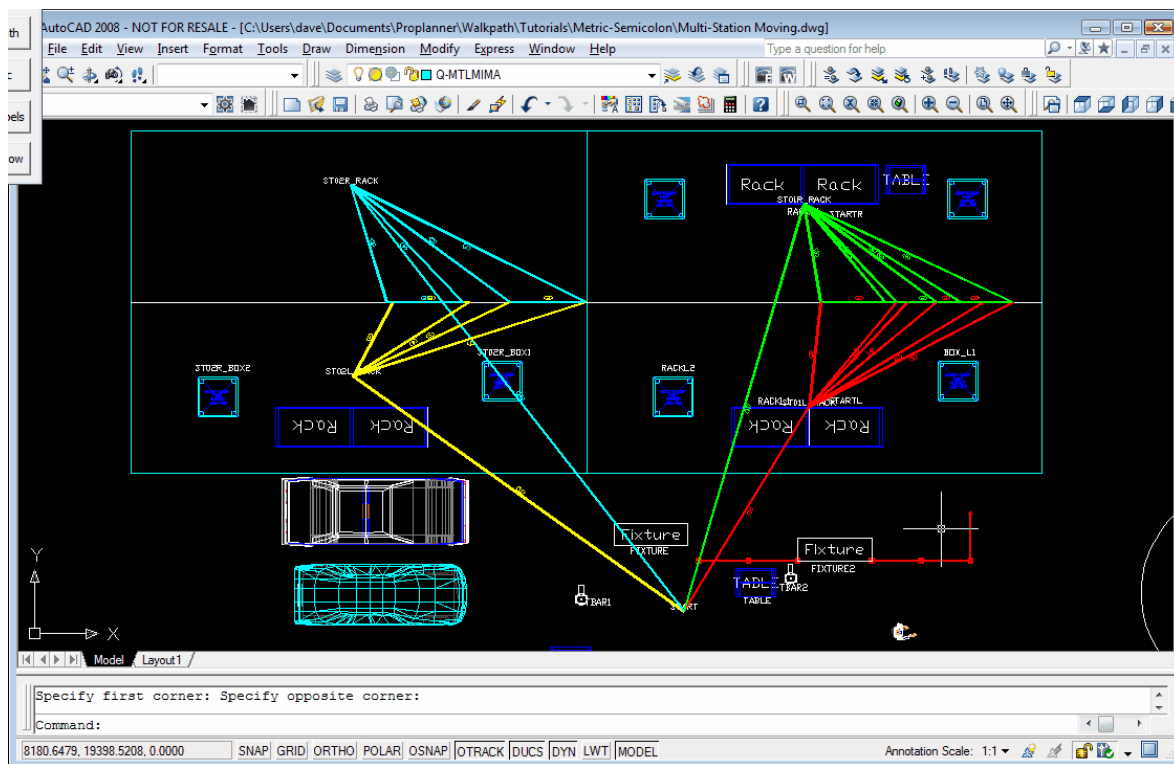 AutoCAD 2008 - NOT FOR RESALE - [C:\Users\dave\Documents\Proplanner\Walkpath\Tutorials\Metric-Semicolon\Multi-Station Moving.dwg]
File Edit View Insert Format Tools Draw Dimension Modify Express Window Help Type a question for help
Q-MTLMIMA
ST02R_RACK
Rack Rack TABLE
ST01R_RACK
STARTR
ST02R_BOX2 ST02L_RACK ST02R_BOX1 RACKL2 BOX_L1
STARTL
Rack Rack Rack Rack
Fixture
FIXTURE
FIxture
FIXTURE2
TABLE
TABLE
TBAR1 START TBAR2
Y
X
Model Layout1
Specify first corner: Specify opposite corner:
Command:
8180.6479, 19398.5208, 0.0000 SNAP GRID ORTHO POLAR OSNAP OTRACK DUCS DYN LWT MODEL Annotation Scale: 1:1